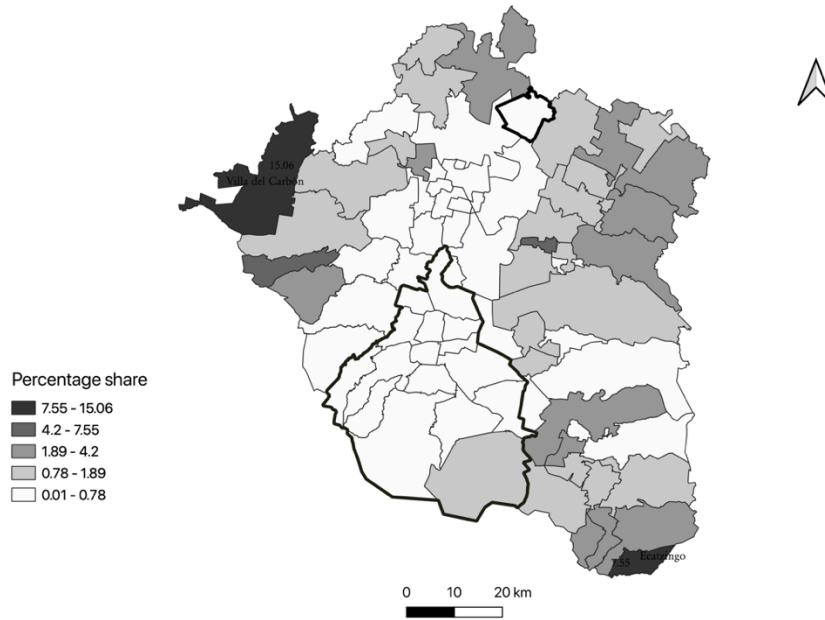 15.06
Villa del Carbón
Percentage share
7.55 - 15.06
4.2 - 7.55
1.89 - 4.2
0.78 - 1.89
0.01 - 0.78
Ecatzingo
7.55
0 10 20 km